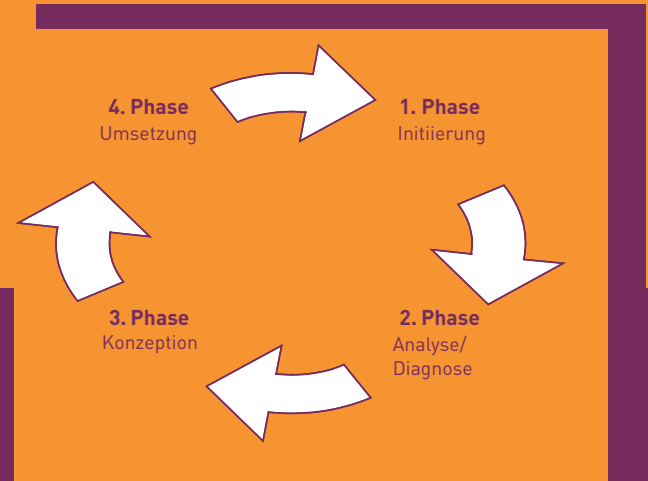 4. Phase
Umsetzung
1. Phase
Initiierung
3. Phase
Konzeption
2. Phase
Analyse/
Diagnose